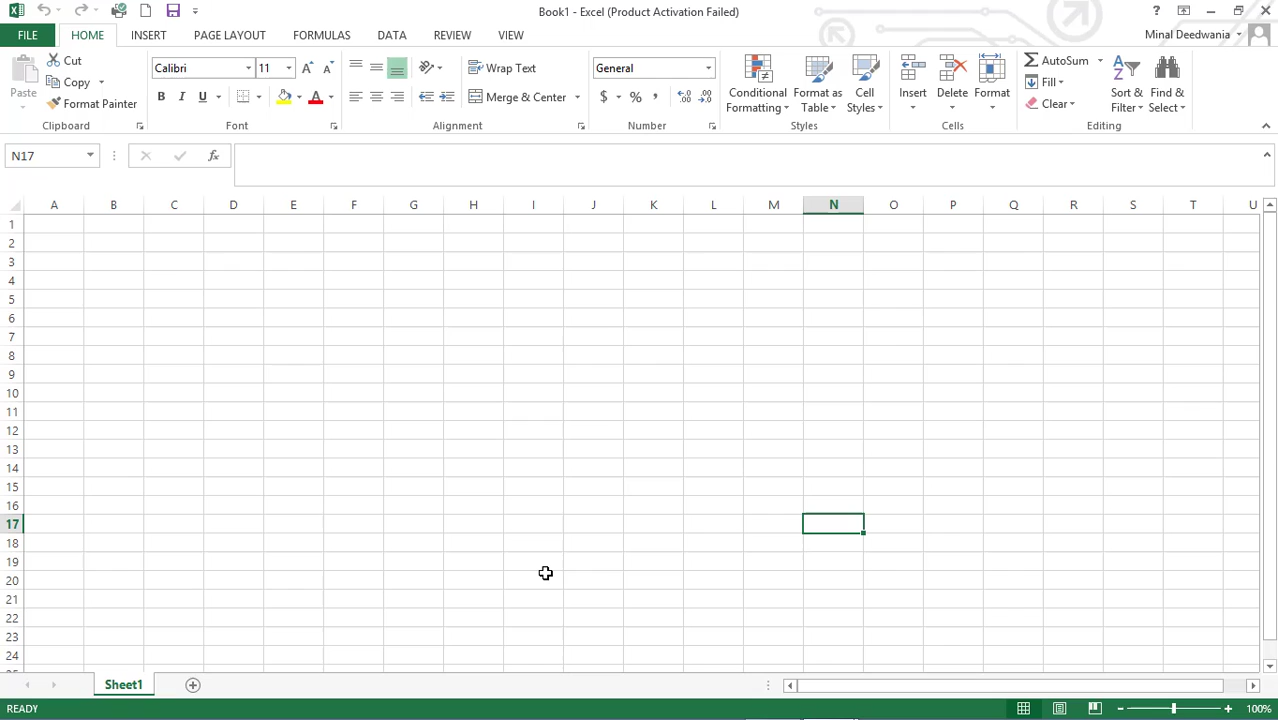 Book1 - Excel (Product Activation Failed)
?
FILE HOME INSERT PAGE LAYOUT FORMULAS DATA REVIEW VIEW Minal Deedwania
Paste Cut Copy Format Painter
Clipboard
Calibri 11 A A
B I U A
Font
Wrap Text
Merge & Center
Alignment
General
$ % , .0 .00 .00 .0
Number
Conditional Formatting Format as Table Cell Styles
Styles
Insert Delete Format
Cells
AutoSum Fill Clear Sort & Filter Find & Select
Editing
N17 fx
A B C D E F G H I J K L M N O P Q R S T U
1
2
3
4
5
6
7
8
9
10
11
12
13
14
15
16
17
18
19
20
21
22
23
24
Sheet1
READY 100%